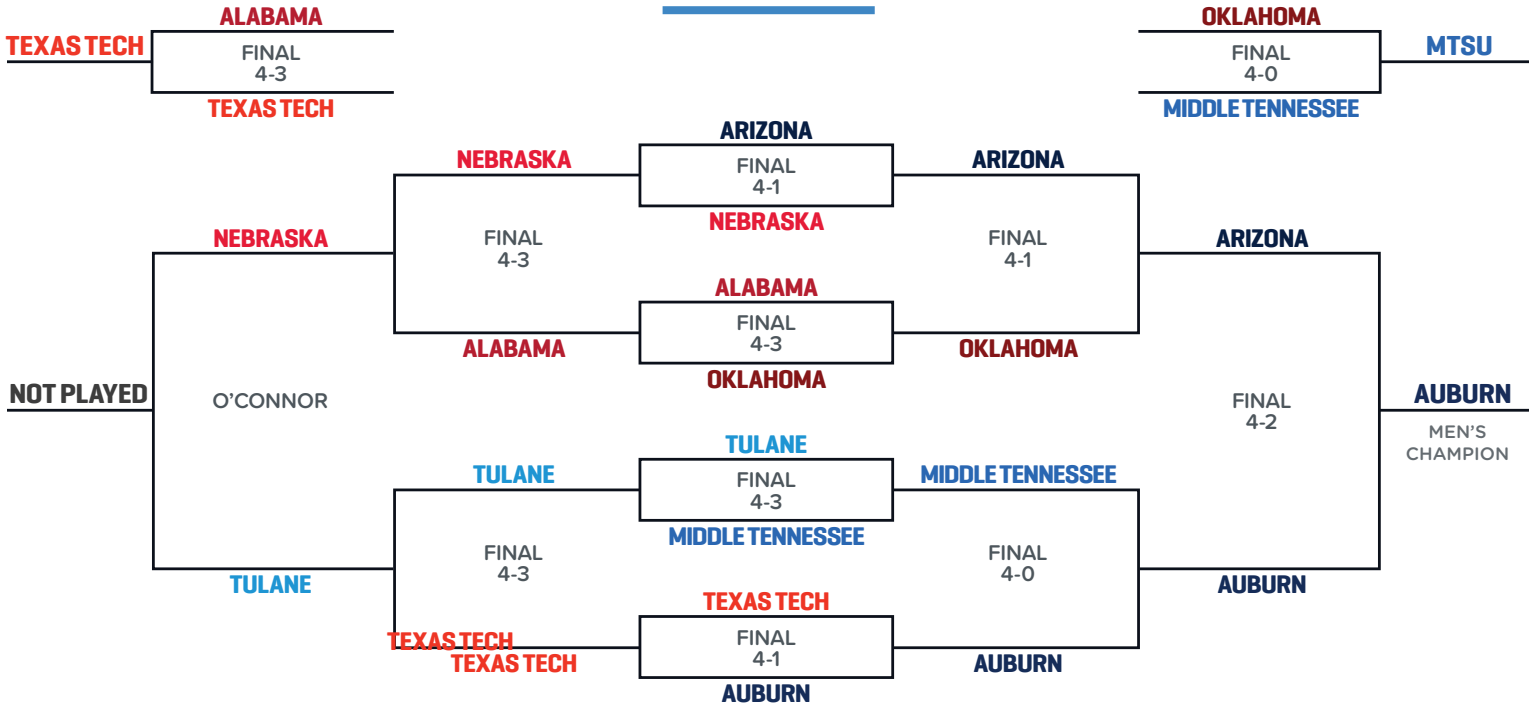 ALABAMA
OKLAHOMA
TEXAS TECH
FINAL
4-3
FINAL
4-0
MTSU
TEXAS TECH
MIDDLE TENNESSEE
ARIZONA
NEBRASKA
FINAL
4-1
ARIZONA
NEBRASKA
NEBRASKA
FINAL
4-3
FINAL
4-1
ARIZONA
ALABAMA
ALABAMA
FINAL
4-3
OKLAHOMA
OKLAHOMA
NOT PLAYED
O'CONNOR
FINAL
4-2
AUBURN
MEN'S
CHAMPION
TULANE
TULANE
FINAL
4-3
MIDDLE TENNESSEE
MIDDLE TENNESSEE
FINAL
4-3
FINAL
4-0
TULANE
AUBURN
TEXAS TECH
TEXAS TECH
TEXAS TECH
FINAL
4-1
AUBURN
AUBURN